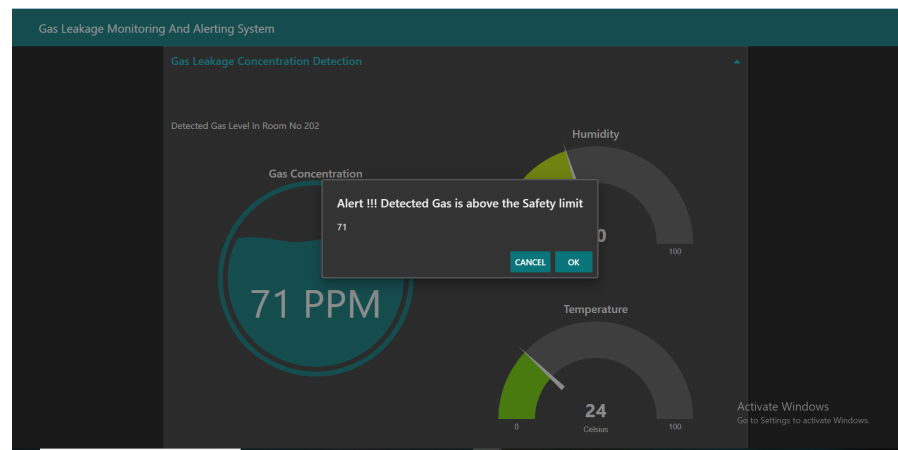 Gas Leakage Monitoring And Alerting System
Gas Leakage Concentration Detection
Detected Gas Level In Room No 202
Gas Concentration
71 PPM
Humidity
100
Alert !!! Detected Gas is above the Safety limit
71
CANCEL OK
Temperature
24
Celsius
0 100
Activate Windows
Go to Settings to activate Windows.